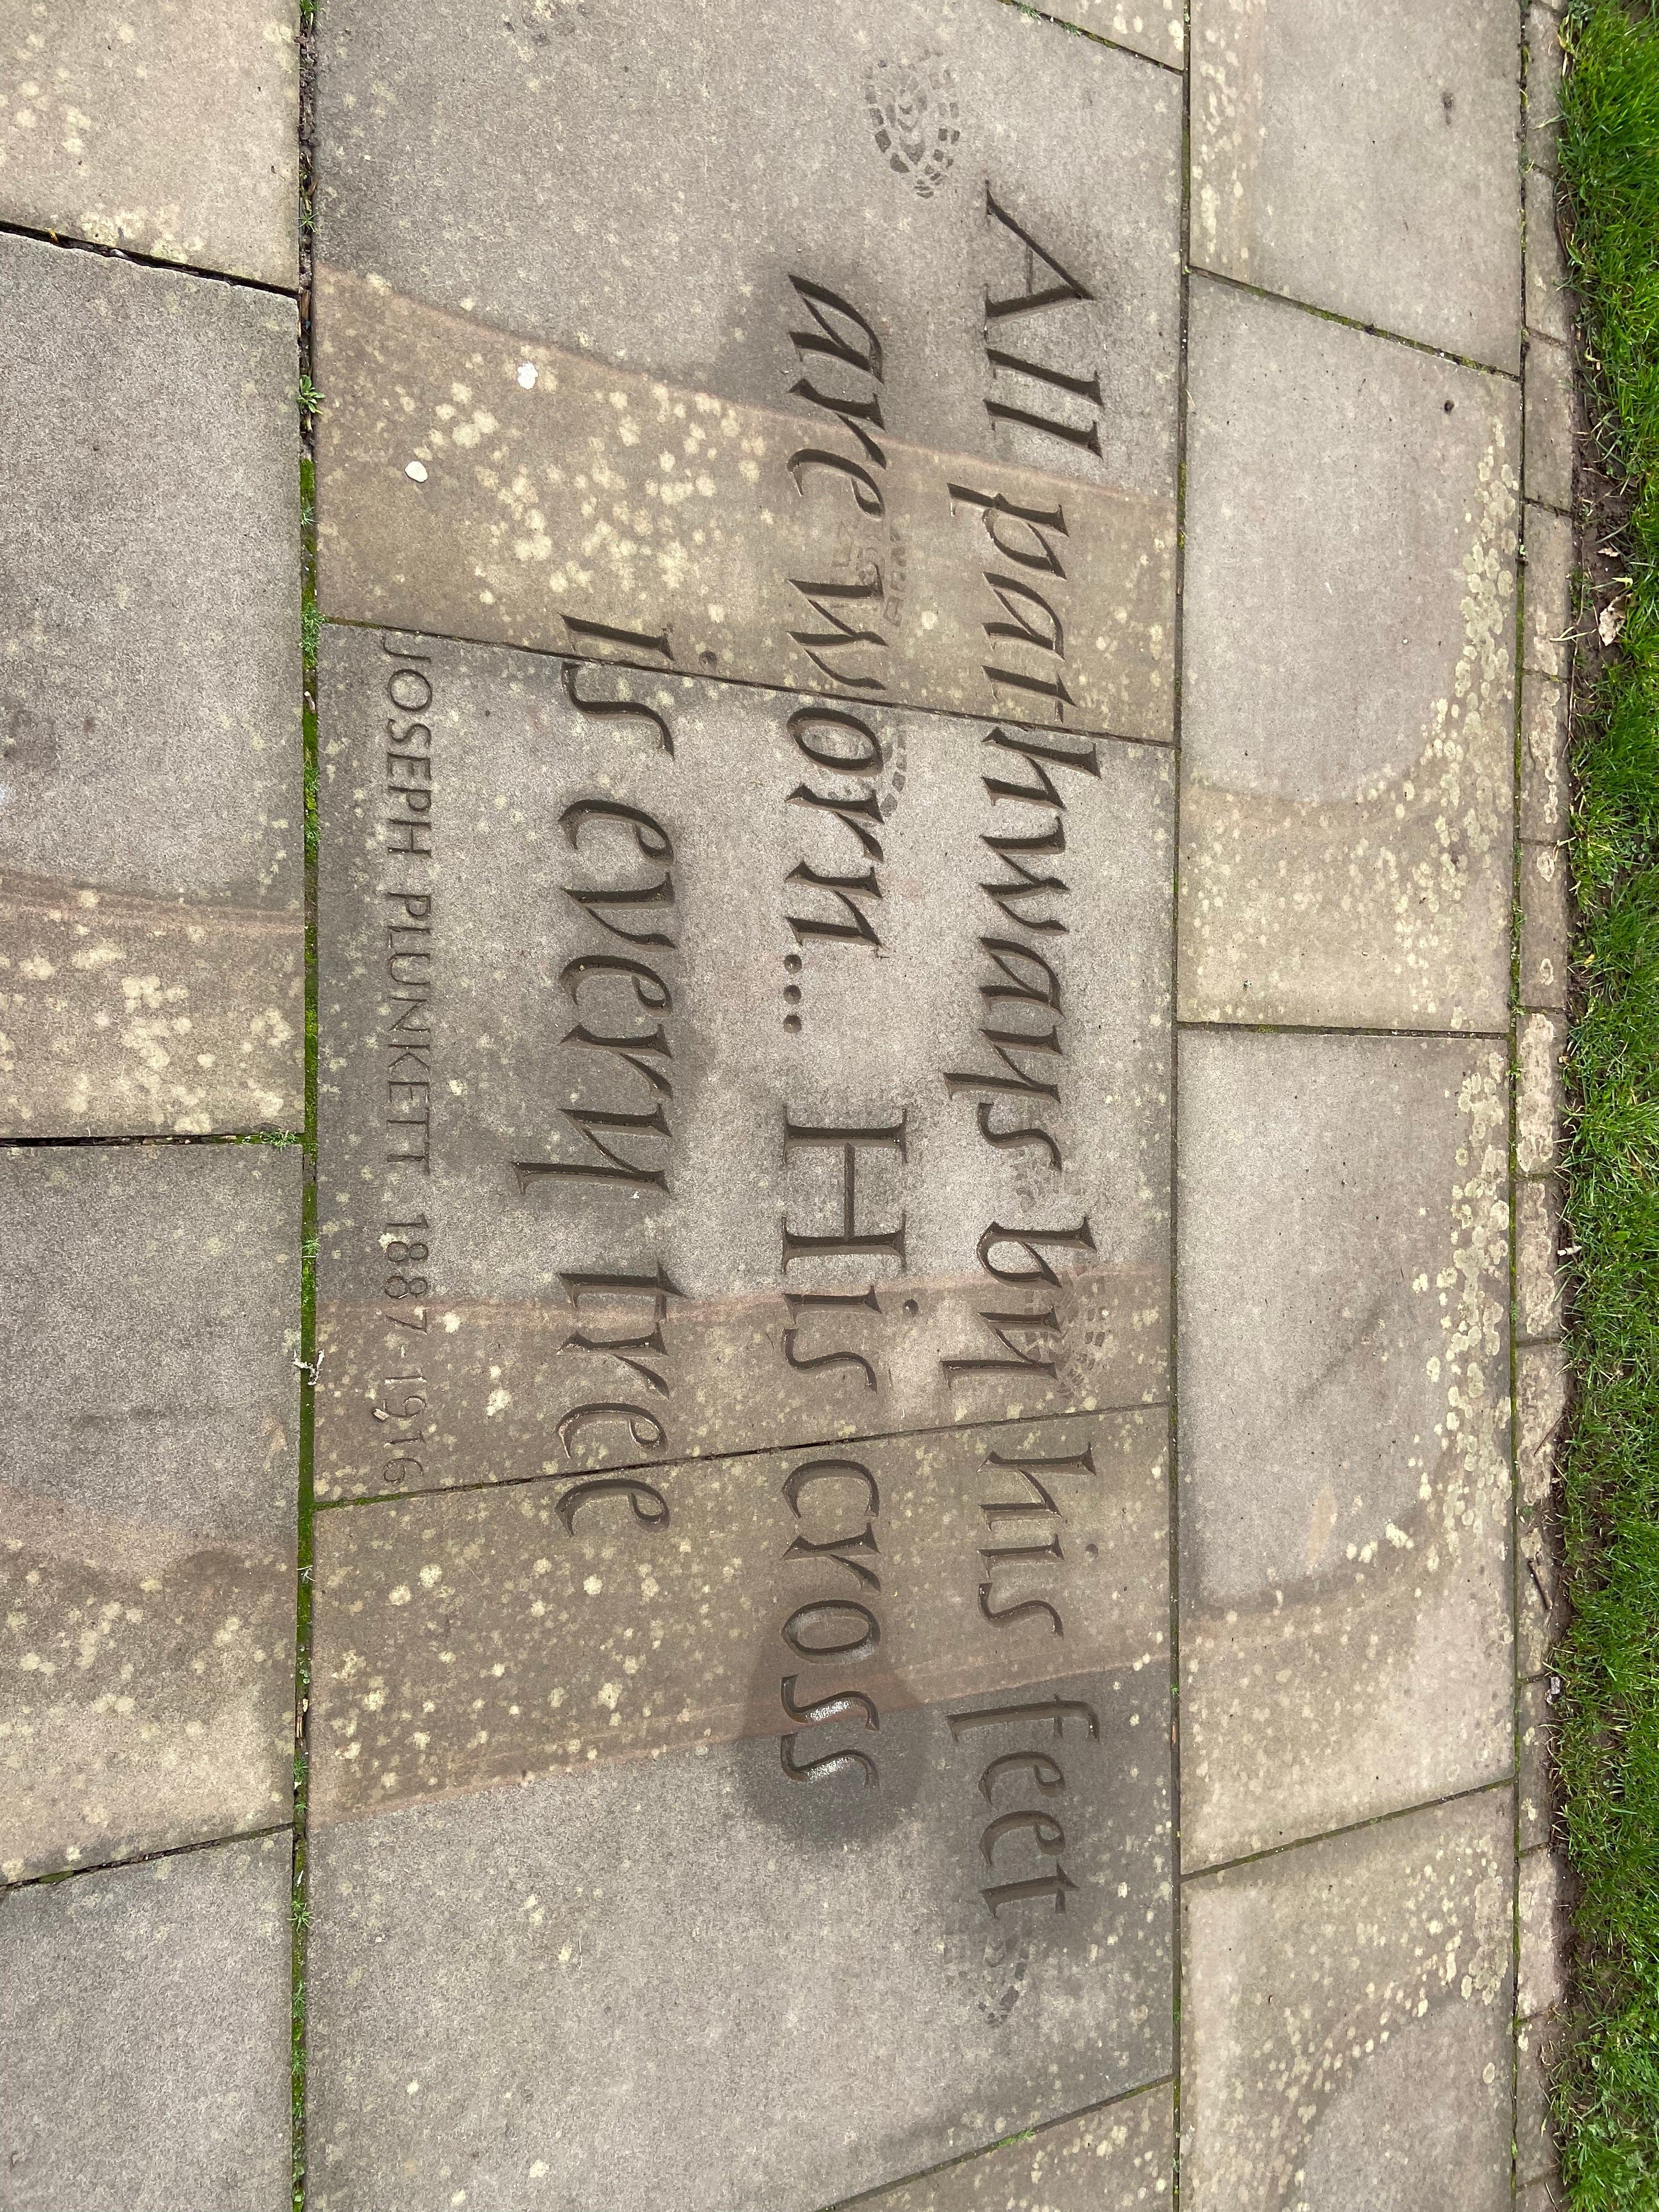 All pathways by his feet
are worn... His cross
is every tree
JOSEPH PLUNKETT 1887-1916